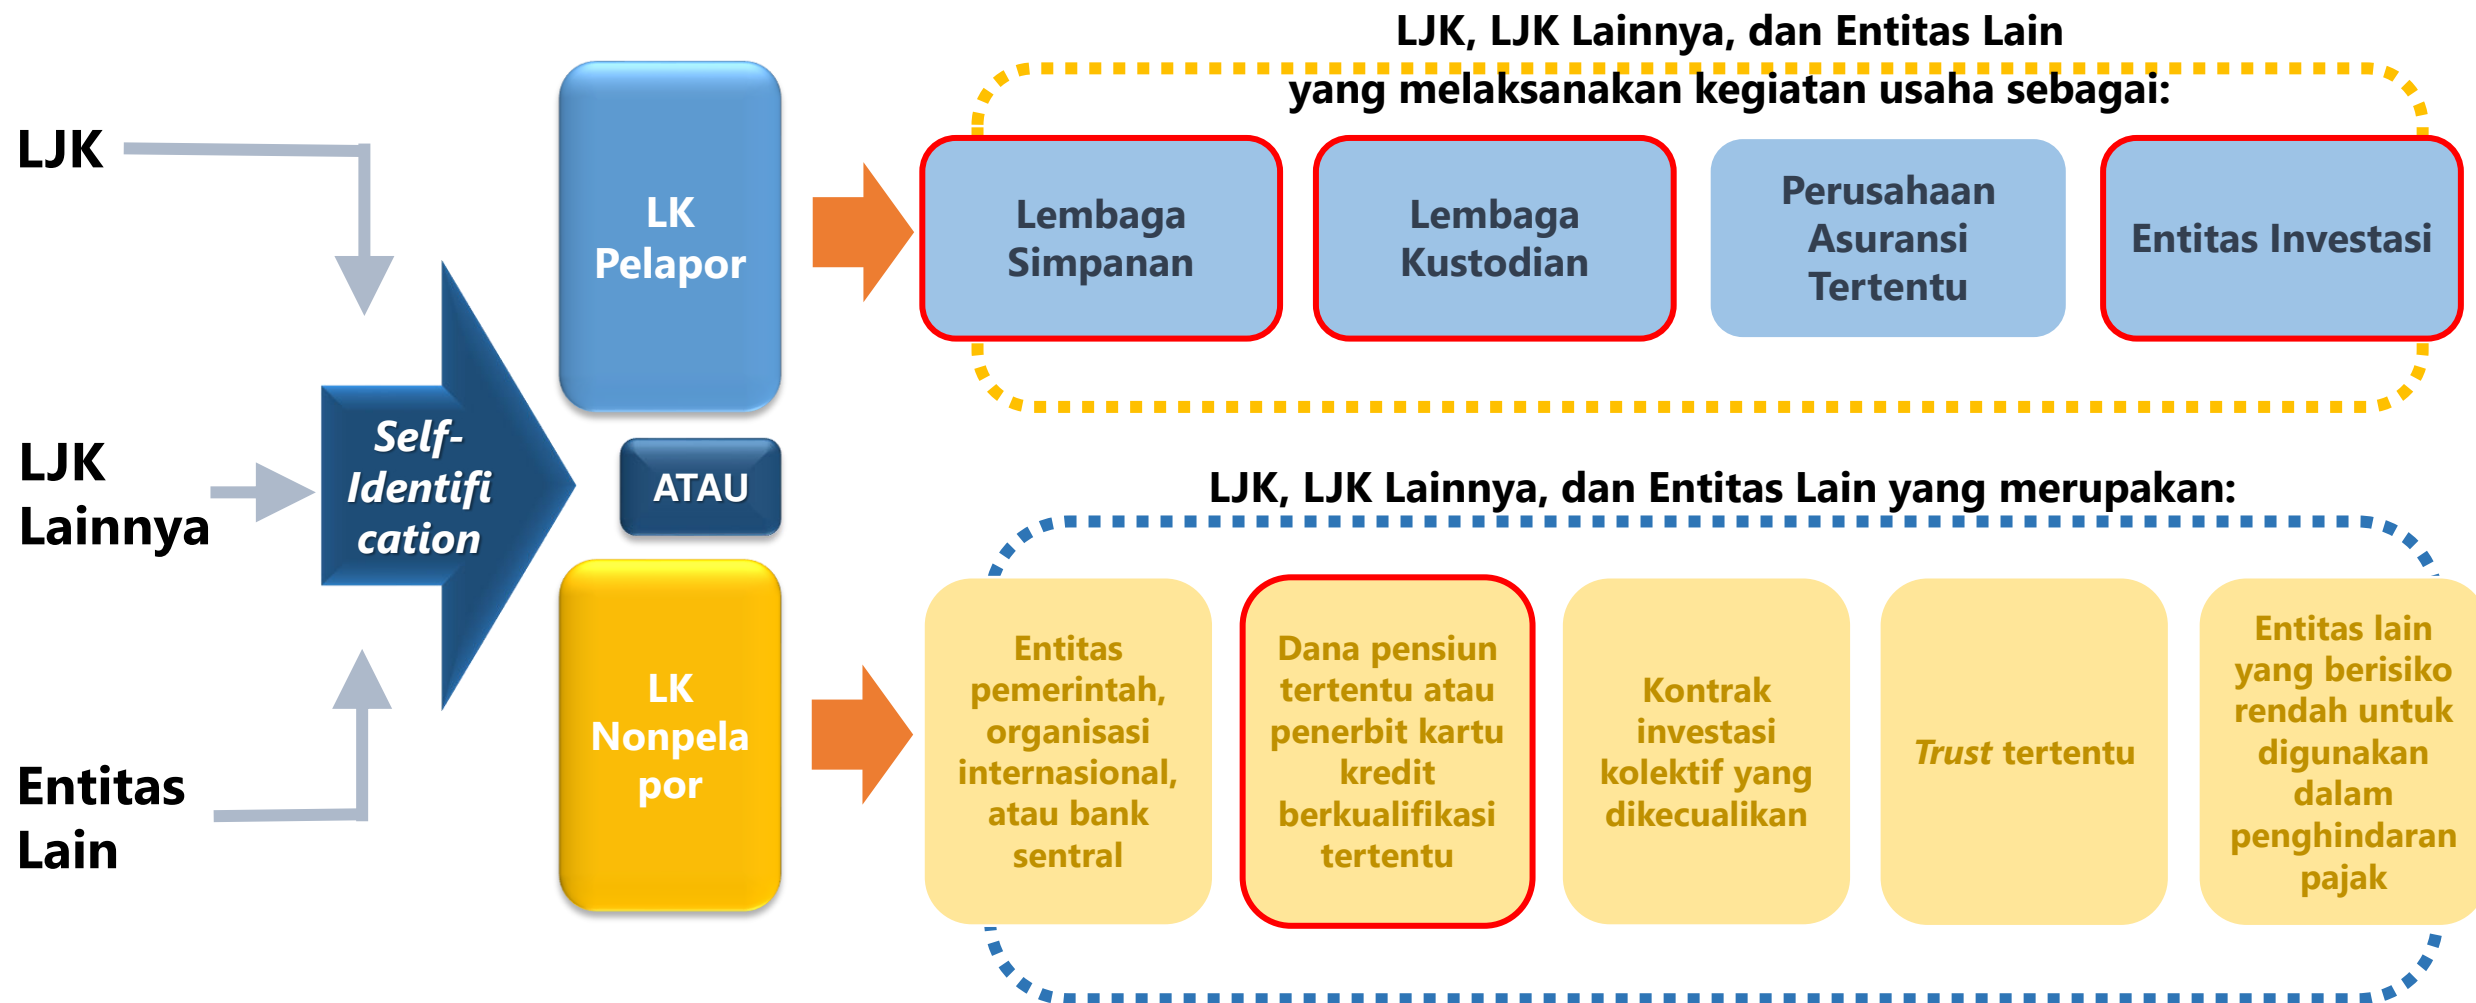 LJK
LJK
Lainnya
Entitas
Lain
Self-
Identifi
cation
LK
Pelapor
ATAU
LK
Nonpela
por
LJK, LJK Lainnya, dan Entitas Lain
yang melaksanakan kegiatan usaha sebagai:
Lembaga
Simpanan
Lembaga
Kustodian
Perusahaan
Asuransi
Tertentu
Entitas Investasi
LJK, LJK Lainnya, dan Entitas Lain yang merupakan:
Entitas
pemerintah,
organisasi
internasional,
atau bank
sentral
Dana pensiun
tertentu atau
penerbit kartu
kredit
berkualifikasi
tertentu
Kontrak
investasi
kolektif yang
dikecualikan
Trust tertentu
Entitas lain
yang berisiko
rendah untuk
digunakan
dalam
penghindaran
pajak